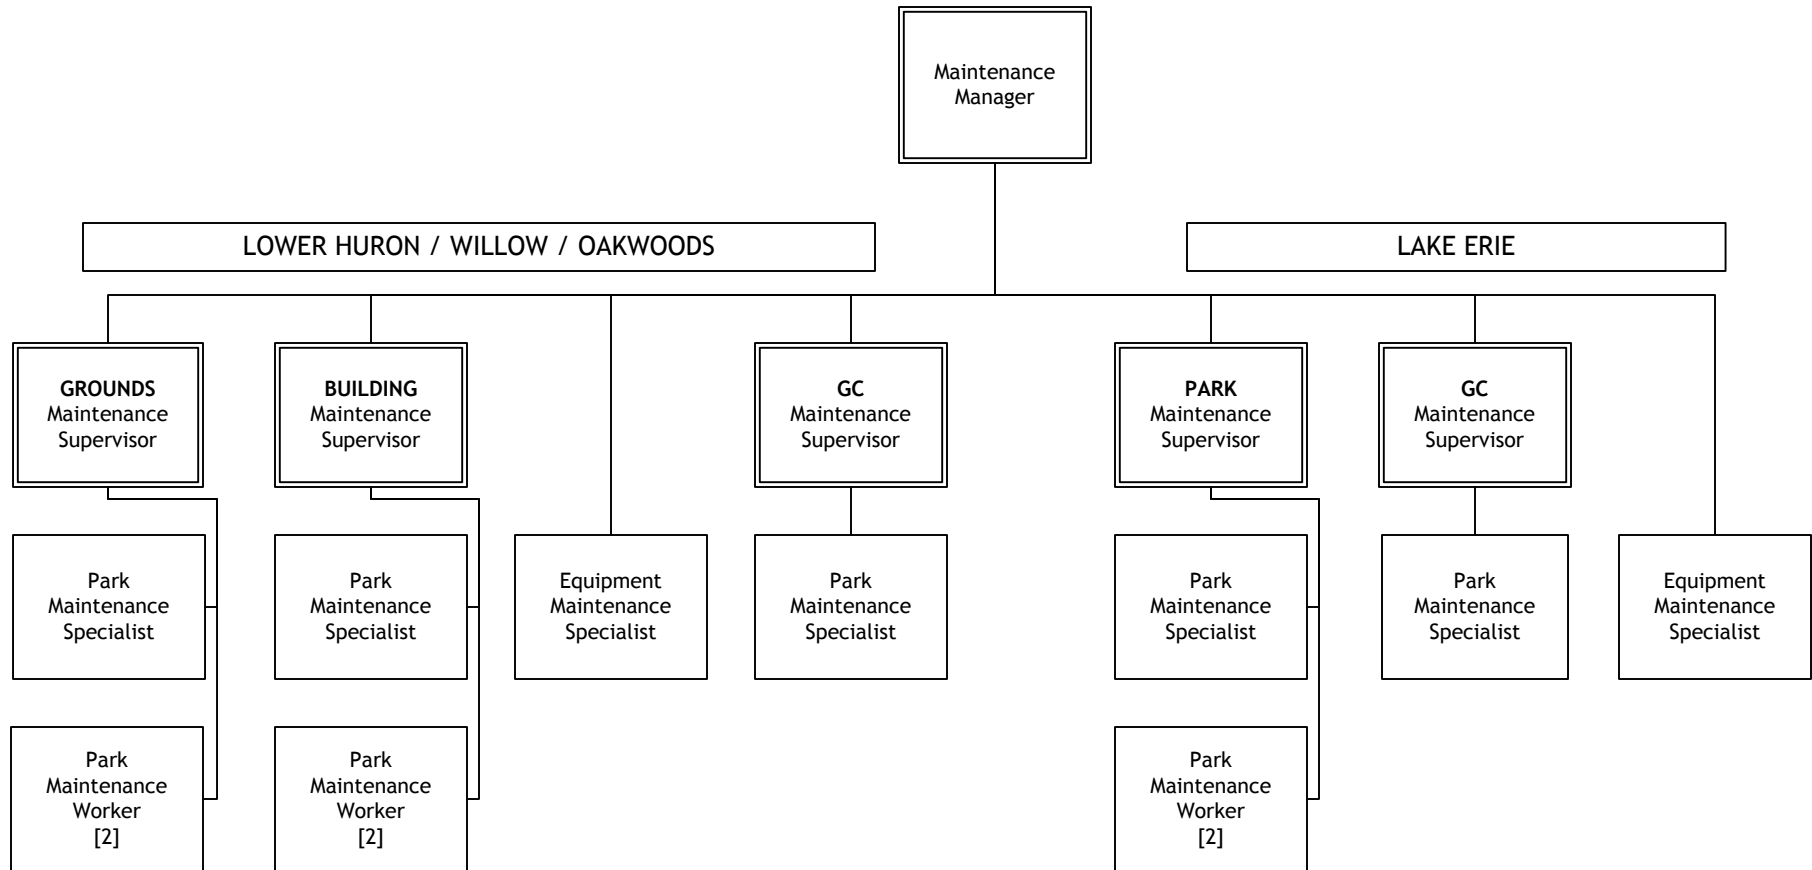 Maintenance
Manager
LOWER HURON / WILLOW / OAKWOODS
LAKE ERIE
GROUNDS
Maintenance
Supervisor
BUILDING
Maintenance
Supervisor
GC
Maintenance
Supervisor
PARK
Maintenance
Supervisor
GC
Maintenance
Supervisor
Park
Maintenance
Specialist
Park
Maintenance
Specialist
Equipment
Maintenance
Specialist
Park
Maintenance
Specialist
Park
Maintenance
Specialist
Park
Maintenance
Specialist
Equipment
Maintenance
Specialist
Park
Maintenance
Worker
[2]
Park
Maintenance
Worker
[2]
Park
Maintenance
Worker
[2]